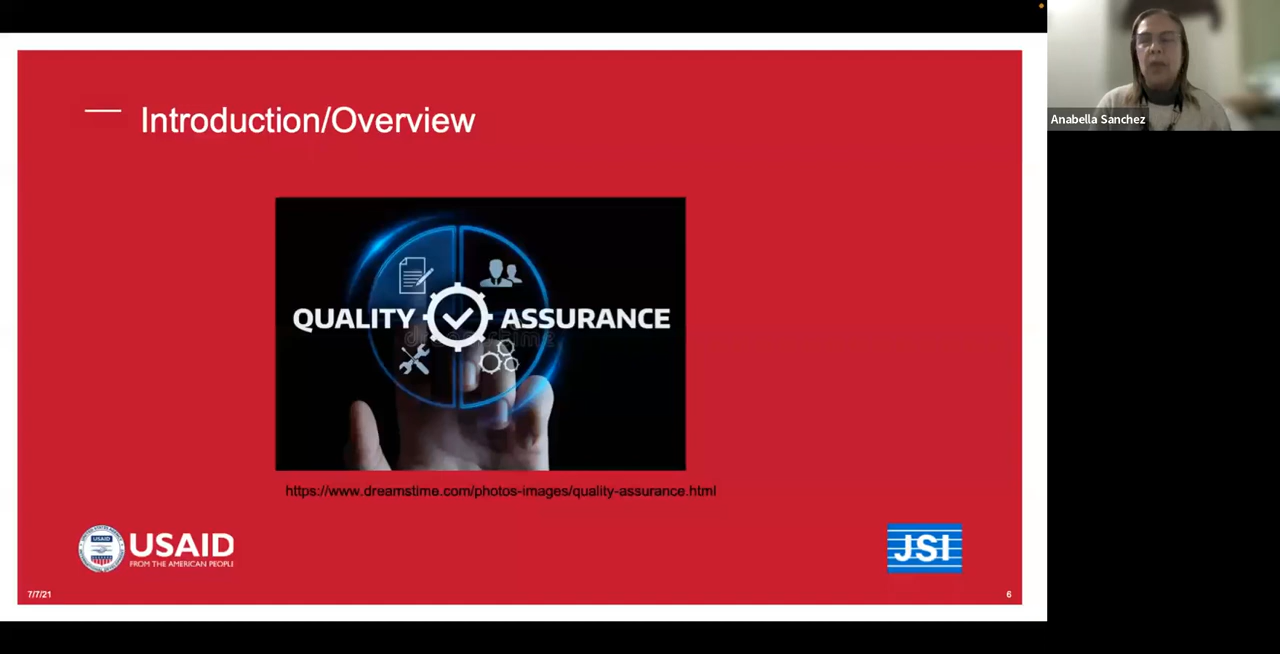 Introduction/Overview
QUALITY ASSURANCE
dreamstime
https://www.dreamstime.com/photos-images/quality-assurance.html
USAID
FROM THE AMERICAN PEOPLE
JSI
7/7/21
6
Anabella Sanchez